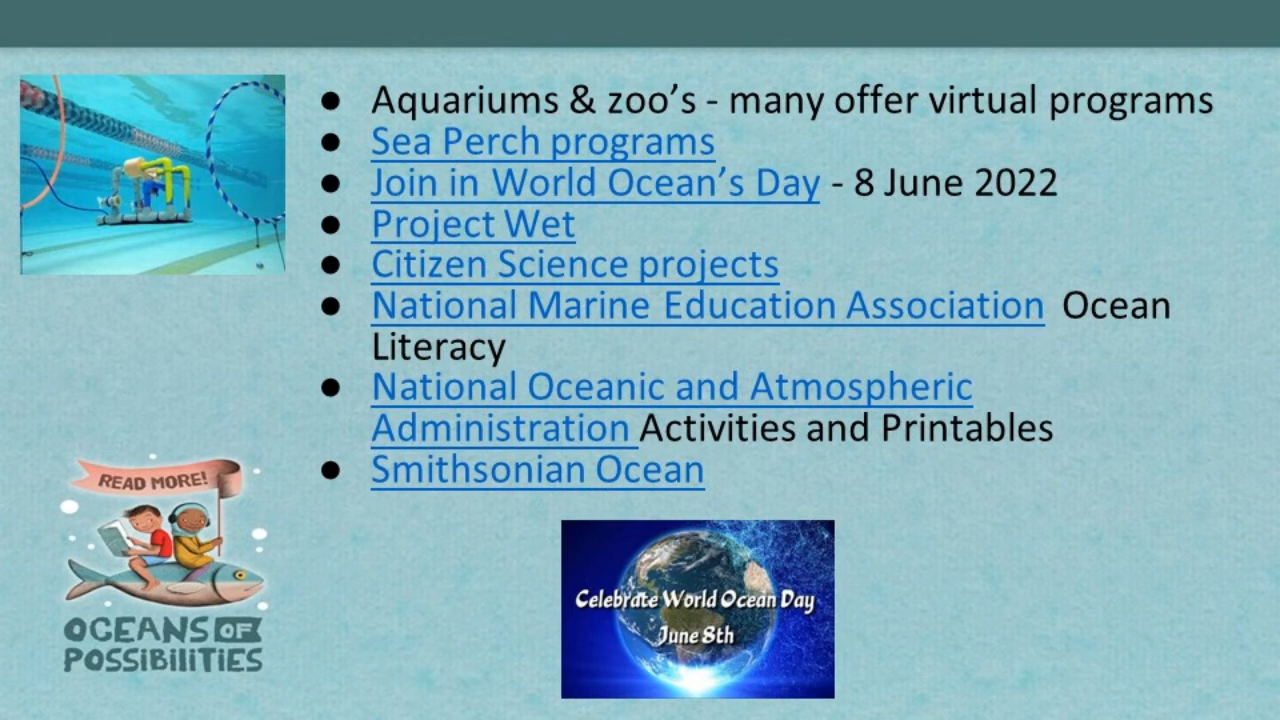 ● Aquariums & zoo’s - many offer virtual programs
● Sea Perch programs
● Join in World Ocean’s Day - 8 June 2022
● Project Wet
● Citizen Science projects
● National Marine Education Association Ocean
Literacy
● National Oceanic and Atmospheric
Administration Activities and Printables
● Smithsonian Ocean
READ MORE!
OCEANS OF
POSSIBILITIES
Celebrate World Ocean Day
June 8th